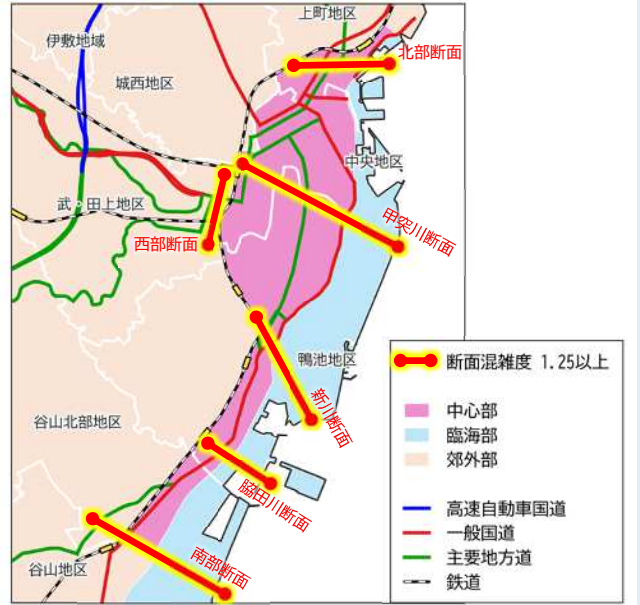 上町地区
伊敷地域
北部断面
城西地区
中央地区
武・田上地区
甲突川断面
西部断面
鴨池地区
断面混雑度 1.25以上
新川断面
中心部
谷山北部地区
臨海部
郊外部
脇田川断面
高速自動車国道
一般国道
主要地方道
南部断面
谷山地区
鉄道